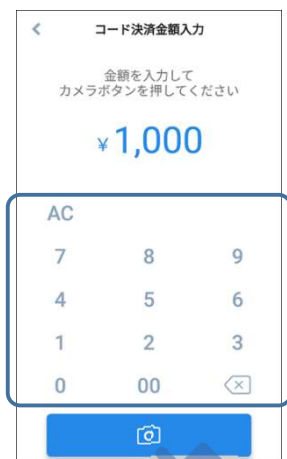 コード決済金額入力
金額を入力して
カメラボタンを押してください
¥1,000
AC
7 8 9
4 5 6
1 2 3
0 00